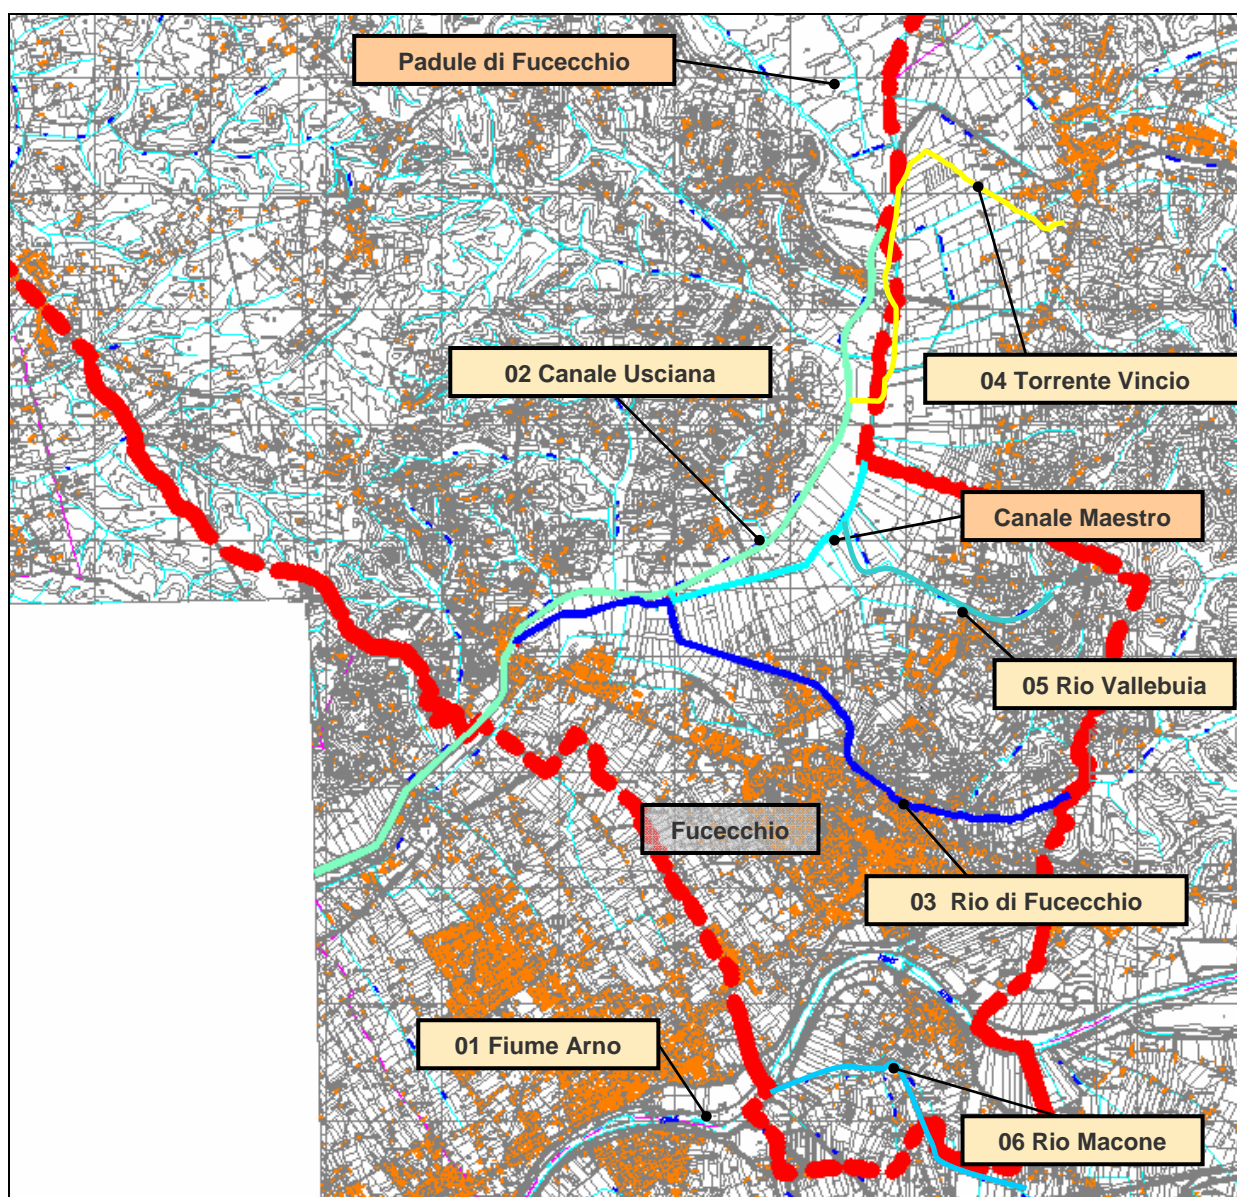 Padule di Fucecchio
02 Canale Usciana
04 Torrente Vincio
Canale Maestro
05 Rio Vallebuia
Fucecchio
03 Rio di Fucecchio
01 Fiume Arno
06 Rio Macone